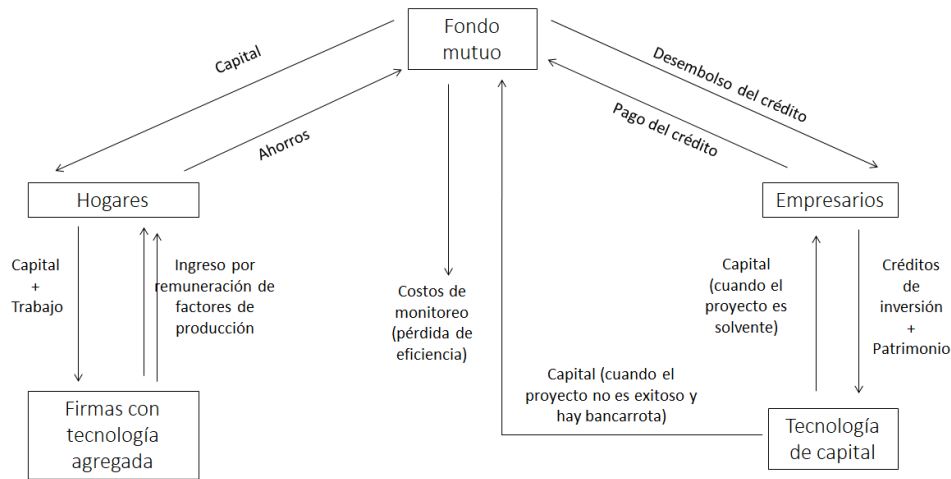 Fondo
mutuo
Capital
Ahorros
Desembolso del crédito
Pago del crédito
Hogares
Empresarios
Capital
+
Trabajo
Ingreso por
remuneración de
factores de
producción
Costos de
monitoreo
(pérdida de
eficiencia)
Capital
(cuando el
proyecto es
solvente)
Créditos
de
inversión
+
Patrimonio
Capital (cuando el
proyecto no es exitoso y
hay bancarrota)
Firmas con
tecnología
agregada
Tecnología
de capital